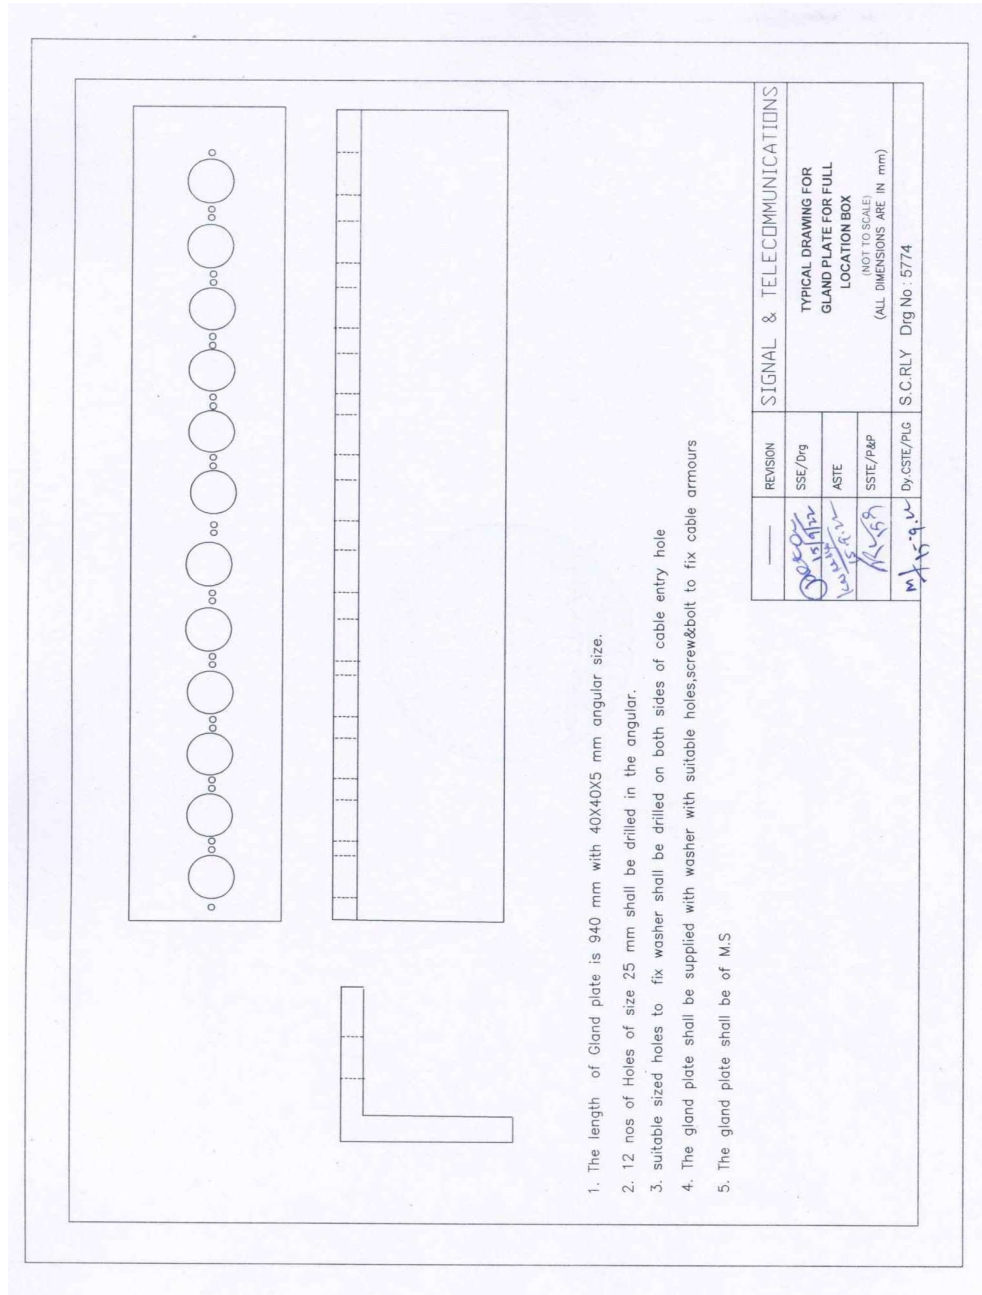 1. The length of Gland plate is 940 mm with 40X40X5 mm angular size.
2. 12 nos of Holes of size 25 mm shall be drilled in the angular.
3. suitable sized holes to fix washer shall be drilled on both sides of cable entry hole
4. The gland plate shall be supplied with washer with suitable holes,screw&bolt to fix cable armours
5. The gland plate shall be of M.S
REVISION
SIGNAL & TELECOMMUNICATIONS
15/9/22
SSE/Drg
ASTE
SSTE/P&P
TYPICAL DRAWING FOR
GLAND PLATE FOR FULL
LOCATION BOX
(NOT TO SCALE)
(ALL DIMENSIONS ARE IN mm)
Dy.CSTE/PLG
S.C.RLY Drg No : 5774